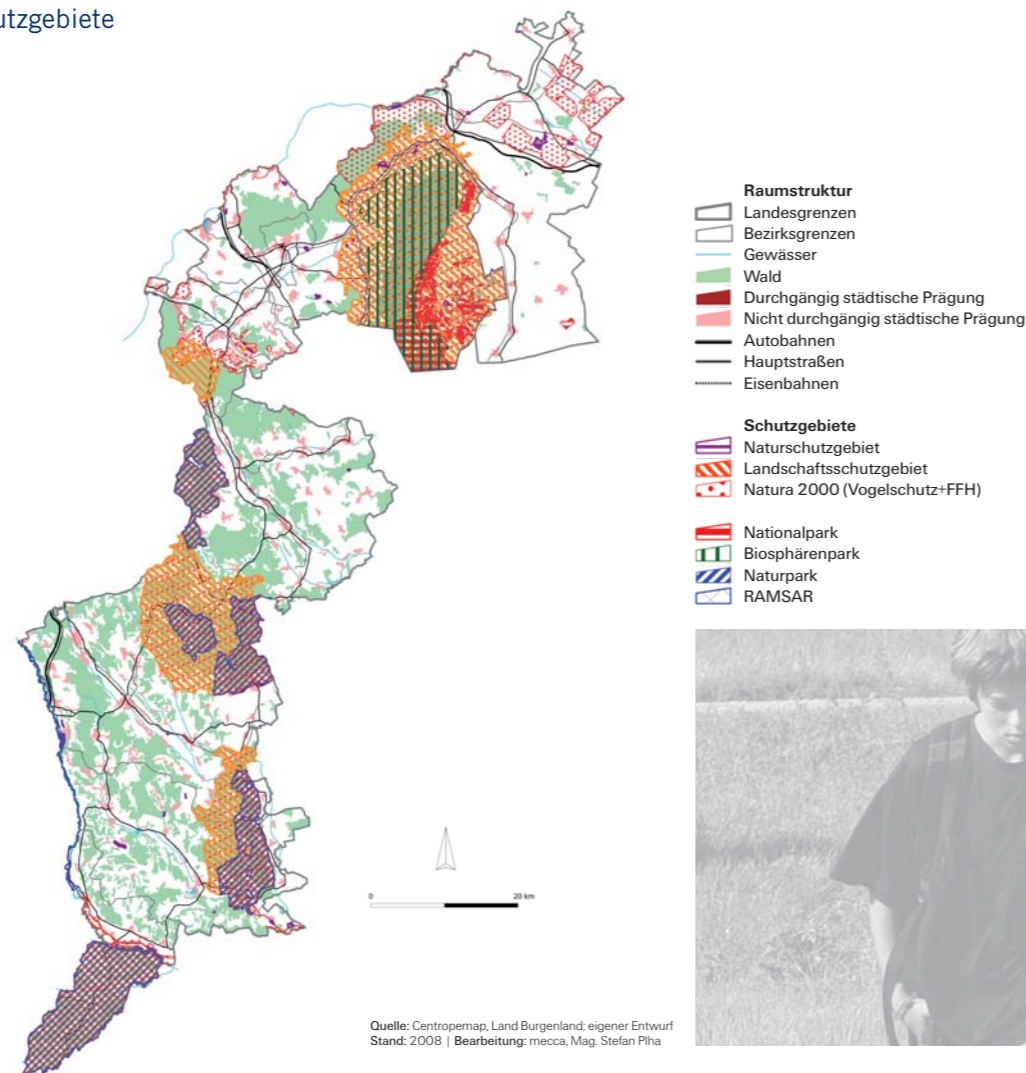 utzgebiete
Raumstruktur
Landesgrenzen
Bezirksgrenzen
Gewässer
Wald
Durchgängig städtische Prägung
Nicht durchgängig städtische Prägung
Autobahnen
Hauptstraßen
Eisenbahnen
Schutzgebiete
Naturschutzgebiet
Landschaftsschutzgebiet
Natura 2000 (Vogelschutz+FFH)
Nationalpark
Biosphärenpark
Naturpark
RAMSAR
0 20 km
Quelle: Centropemap, Land Burgenland; eigener Entwurf
Stand: 2008 | Bearbeitung: mecca, Mag. Stefan Plha